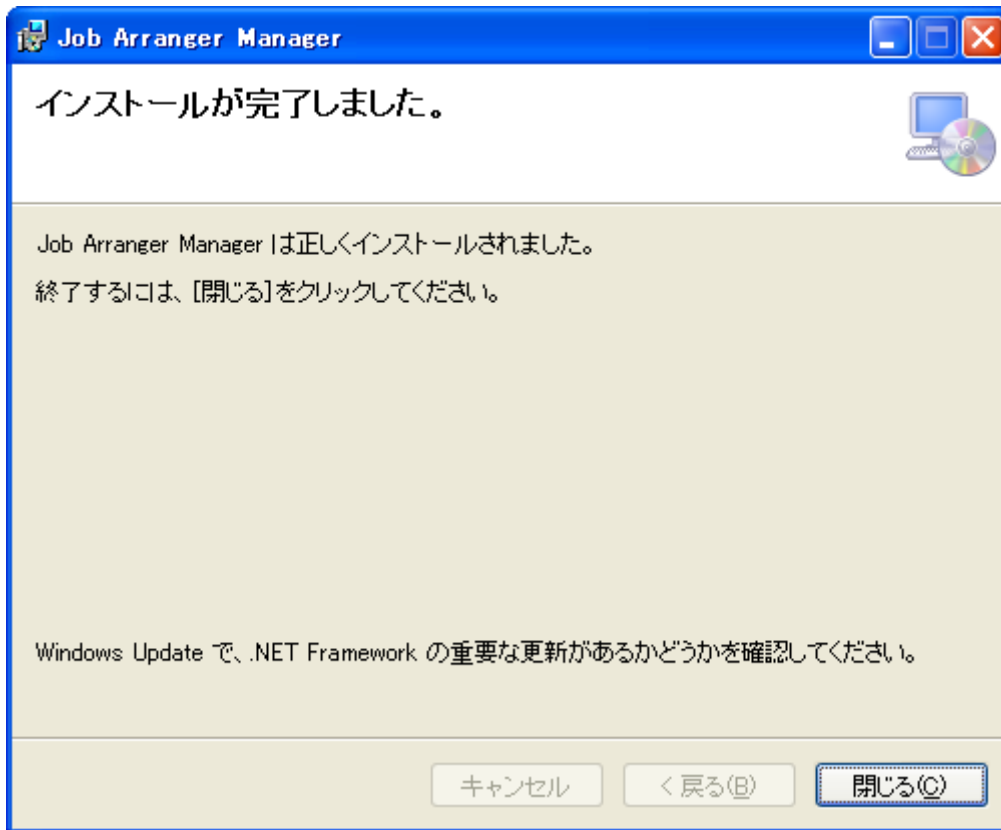 Job Arranger Manager
インストールが完了しました。
Job Arranger Manager は正しくインストールされました。
終了するには、[閉じる]をクリックしてください。
Windows Update で、.NET Framework の重要な更新があるかどうかを確認してください。
キャンセル
< 戻る(B)
閉じる(C)